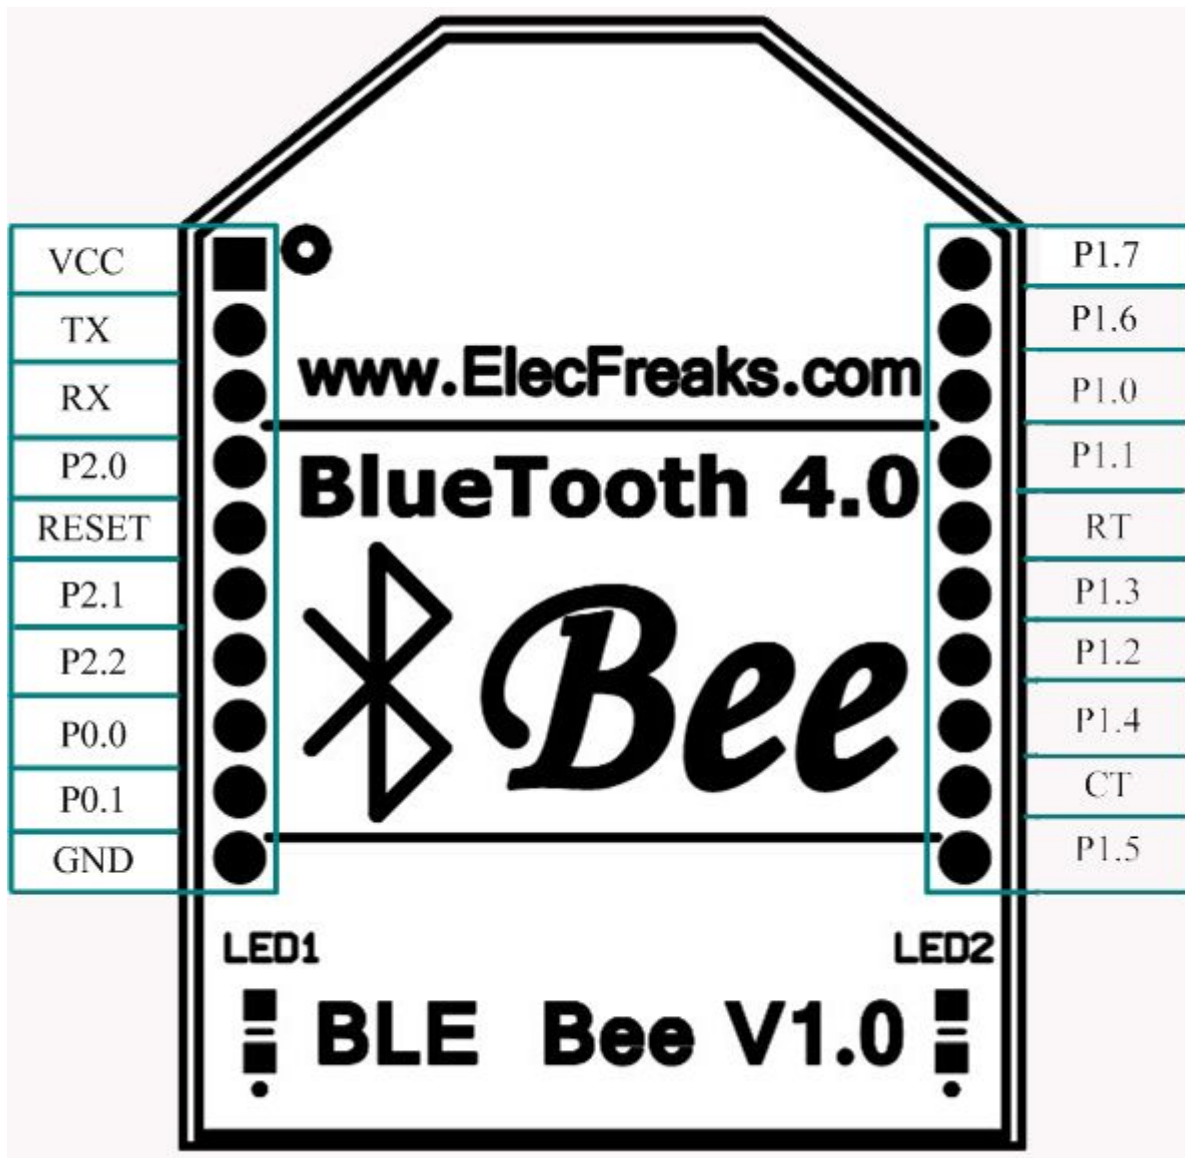 VCC
TX
RX
P2.0
RESET
P2.1
P2.2
P0.0
P0.1
GND
www.ElecFreaks.com
BlueTooth 4.0
Bee
LED1
LED2
BLE Bee V1.0
P1.7
P1.6
P1.0
P1.1
RT
P1.3
P1.2
P1.4
CT
P1.5